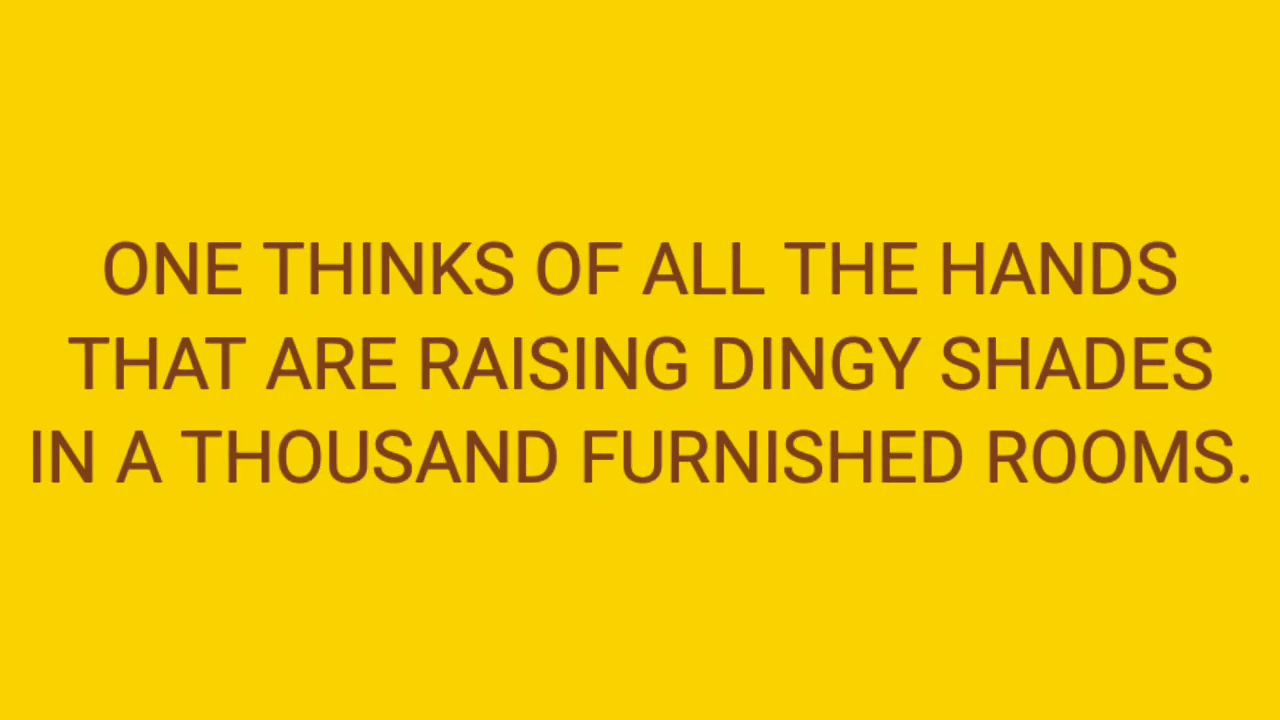 ONE THINKS OF ALL THE HANDS
THAT ARE RAISING DINGY SHADES
IN A THOUSAND FURNISHED ROOMS.